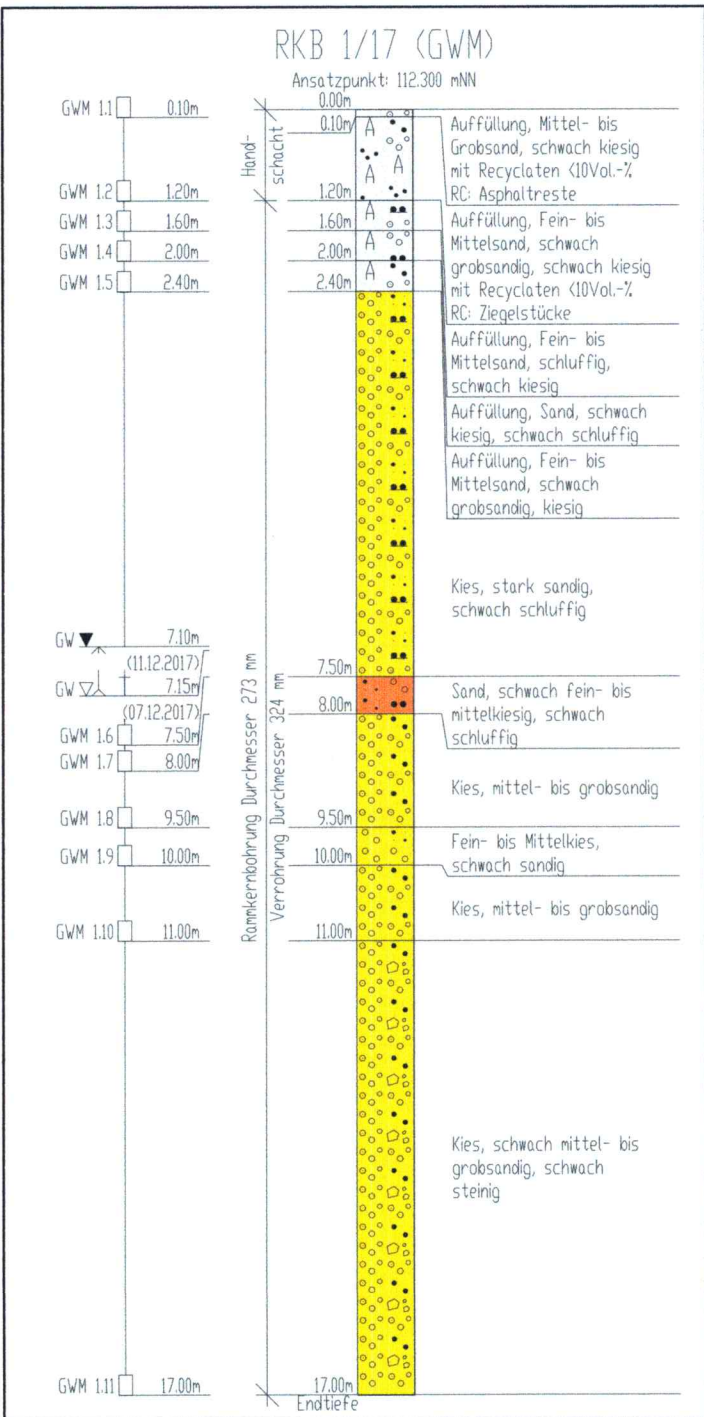 RKB 1/17 (GWM)
Ansatzpunkt: 112.300 mNN
GWM 1.1 0.10m
GWM 1.2 1.20m
GWM 1.3 1.60m
GWM 1.4 2.00m
GWM 1.5 2.40m
GW 7.10m
(11.12.2017)
GW 7.15m
(07.12.2017)
GWM 1.6 7.50m
GWM 1.7 8.00m
GWM 1.8 9.50m
GWM 1.9 10.00m
GWM 1.10 11.00m
GWM 1.11 17.00m
Hand-
schacht
Rammkernbohrung Durchmesser 273 mm
Verrohrung Durchmesser 324 mm
0.00m
0.10m
1.20m
1.60m
2.00m
2.40m
7.50m
8.00m
9.50m
10.00m
11.00m
17.00m
Endtiefe
A
A
A
A
A
A
A
A
Auffüllung, Mittel- bis
Grobsand, schwach kiesig
mit Recyclaten <10Vol.-%
RC: Asphaltreste
Auffüllung, Fein- bis
Mittelsand, schwach
grobsandig, schwach kiesig
mit Recyclaten <10Vol.-%
RC: Ziegelstücke
Auffüllung, Fein- bis
Mittelsand, schluffig,
schwach kiesig
Auffüllung, Sand, schwach
kiesig, schwach schluffig
Auffüllung, Fein- bis
Mittelsand, schwach
grobsandig, kiesig
Kies, stark sandig,
schwach schluffig
Sand, schwach fein- bis
mittelkiesig, schwach
schluffig
Kies, mittel- bis grobsandig
Fein- bis Mittelkies,
schwach sandig
Kies, mittel- bis grobsandig
Kies, schwach mittel- bis
grobsandig, schwach
steinig